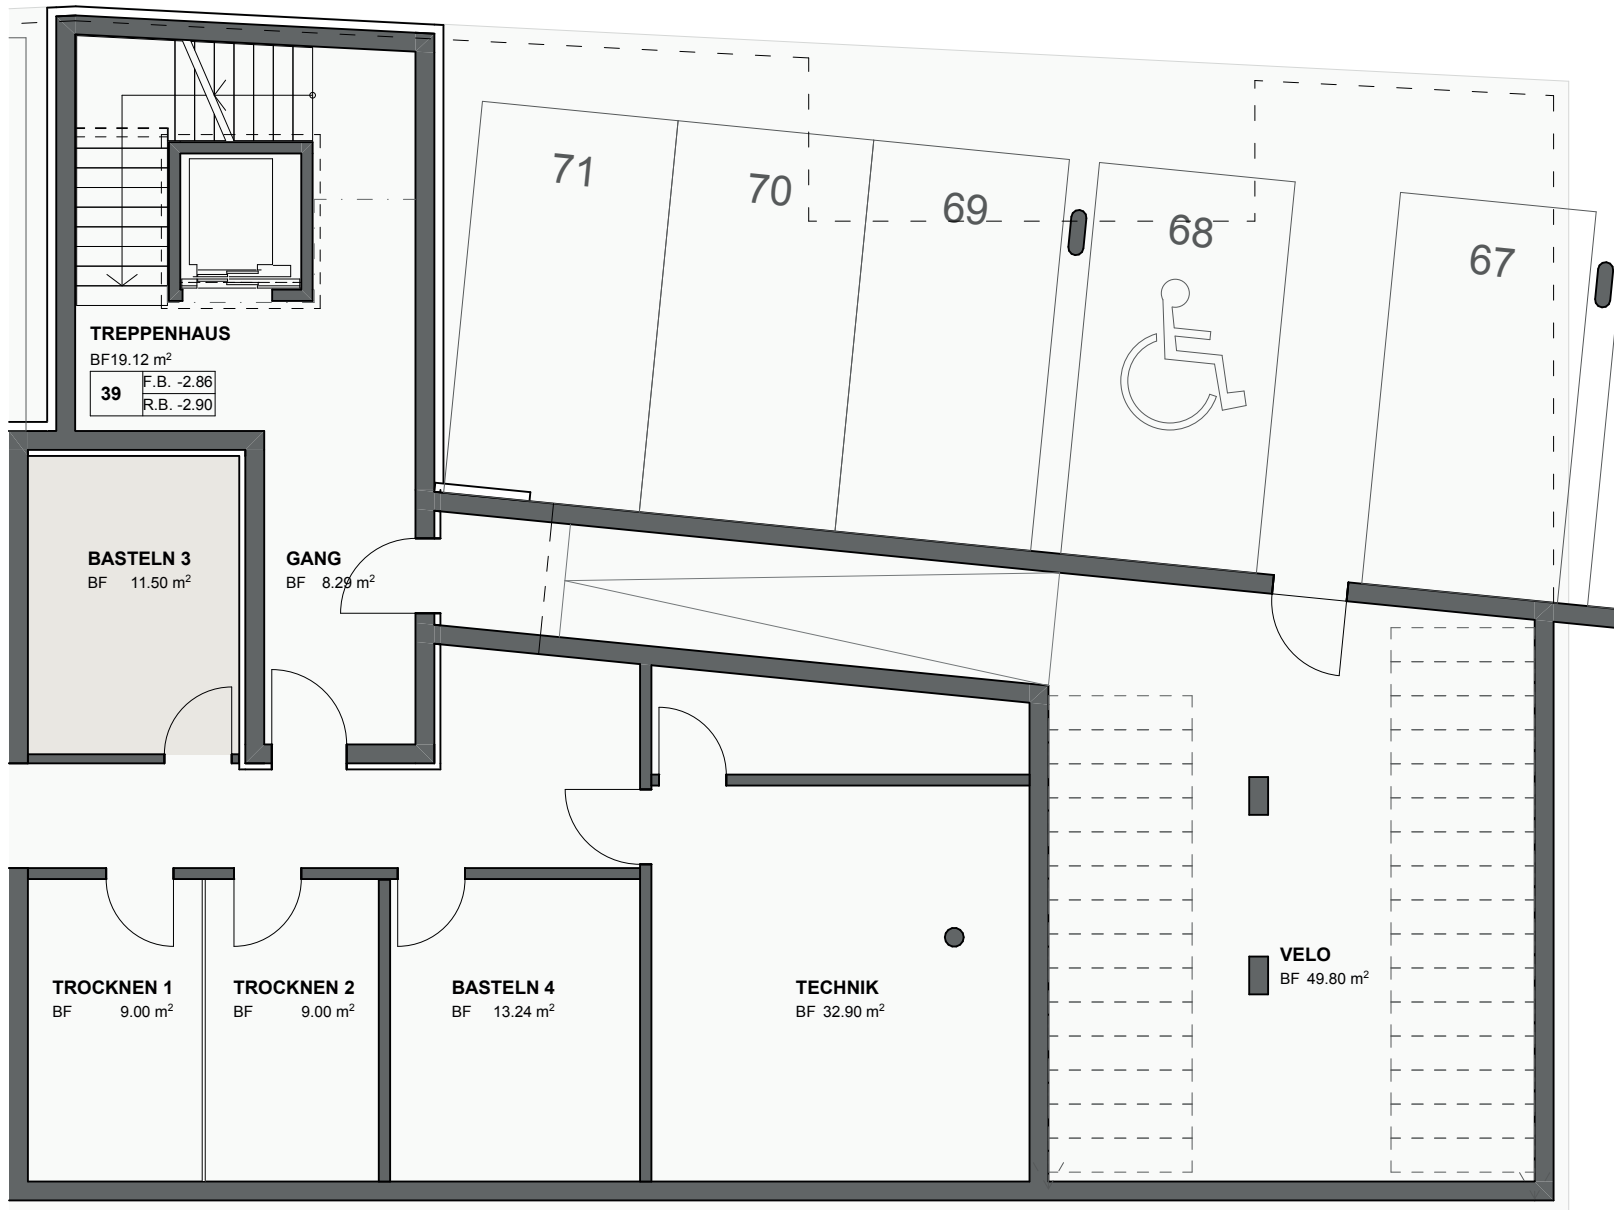 71
70
69
68
67
TREPPENHAUS
BF19.12 m²
39
F.B. -2.86
R.B. -2.90
BASTELN 3
BF 11.50 m²
GANG
BF 8.29 m²
VELO
BF 49.80 m²
TROCKNEN 1
BF 9.00 m²
TROCKNEN 2
BF 9.00 m²
BASTELN 4
BF 13.24 m²
TECHNIK
BF 32.90 m²